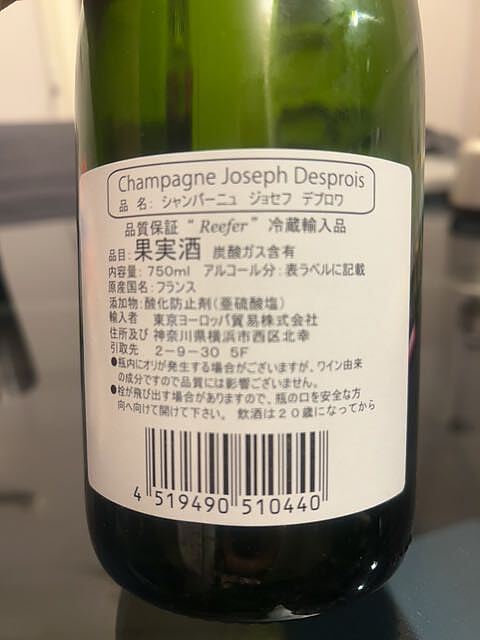 Champagne Joseph Desprois
品 名: シャンパーニュ ジョセフ デプロワ
品質保証 “Reefer” 冷蔵輸入品
品目:果実酒 炭酸ガス含有
内容量: 750ml アルコール分:表ラベルに記載
原産国名:フランス
添加物:酸化防止剤(亜硫酸塩)
輸入者 東京ヨーロッパ貿易株式会社
住所及び 神奈川県横浜市西区北幸
引取先 2-9-30 5F
●瓶内にオリが発生する場合がございますが、ワイン由来
の成分ですので品質には影響ございません。
●栓が飛び出す場合がありますので、瓶の口を安全な方
向へ向けて開けて下さい。 飲酒は20歳になってから
4 519490 510440